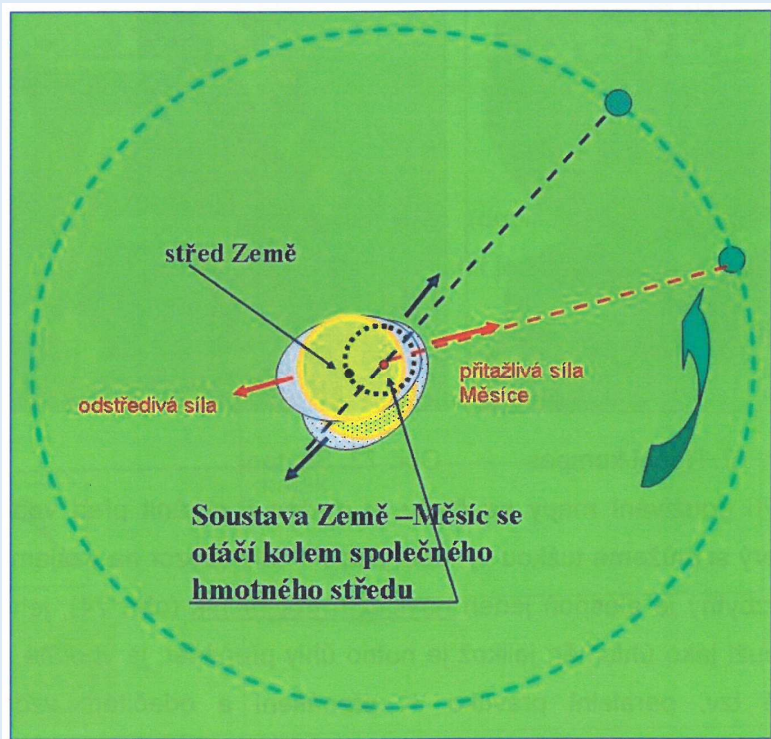 střed Země
přitažlivá síla
Měsíce
odstředivá síla
Soustava Země –Měsíc se
otáčí kolem společného
hmotného středu